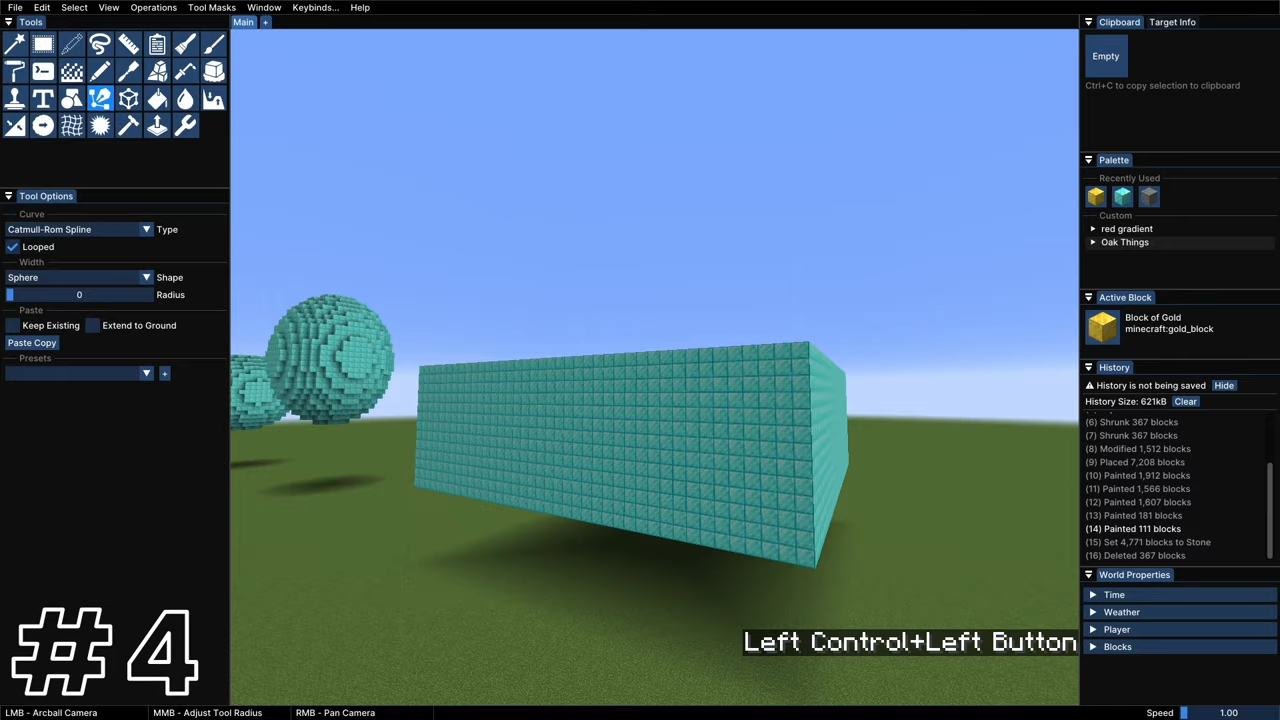 File Edit Select View Operations Tool Masks Window Keybinds... Help
Tools
Main +
Clipboard Target Info
Empty
Ctrl+C to copy selection to clipboard
Palette
Recently Used
Custom
red gradient
Oak Things
Tool Options
Curve
Catmull-Rom Spline Type
Looped
Width
Sphere Shape
0 Radius
Paste
Keep Existing Extend to Ground
Paste Copy
Presets
+
Active Block
Block of Gold
minecraft:gold_block
History
History is not being saved Hide
History Size: 621kB Clear
(6) Shrunk 367 blocks
(7) Shrunk 367 blocks
(8) Modified 1,512 blocks
(9) Placed 7,208 blocks
(10) Painted 1,912 blocks
(11) Painted 1,566 blocks
(12) Painted 1,607 blocks
(13) Painted 181 blocks
(14) Painted 111 blocks
(15) Set 4,771 blocks to Stone
(16) Deleted 367 blocks
World Properties
Time
Weather
Player
Blocks
#4
Left Control+Left Button
LMB - Arcball Camera MMB - Adjust Tool Radius RMB - Pan Camera Speed 1.00